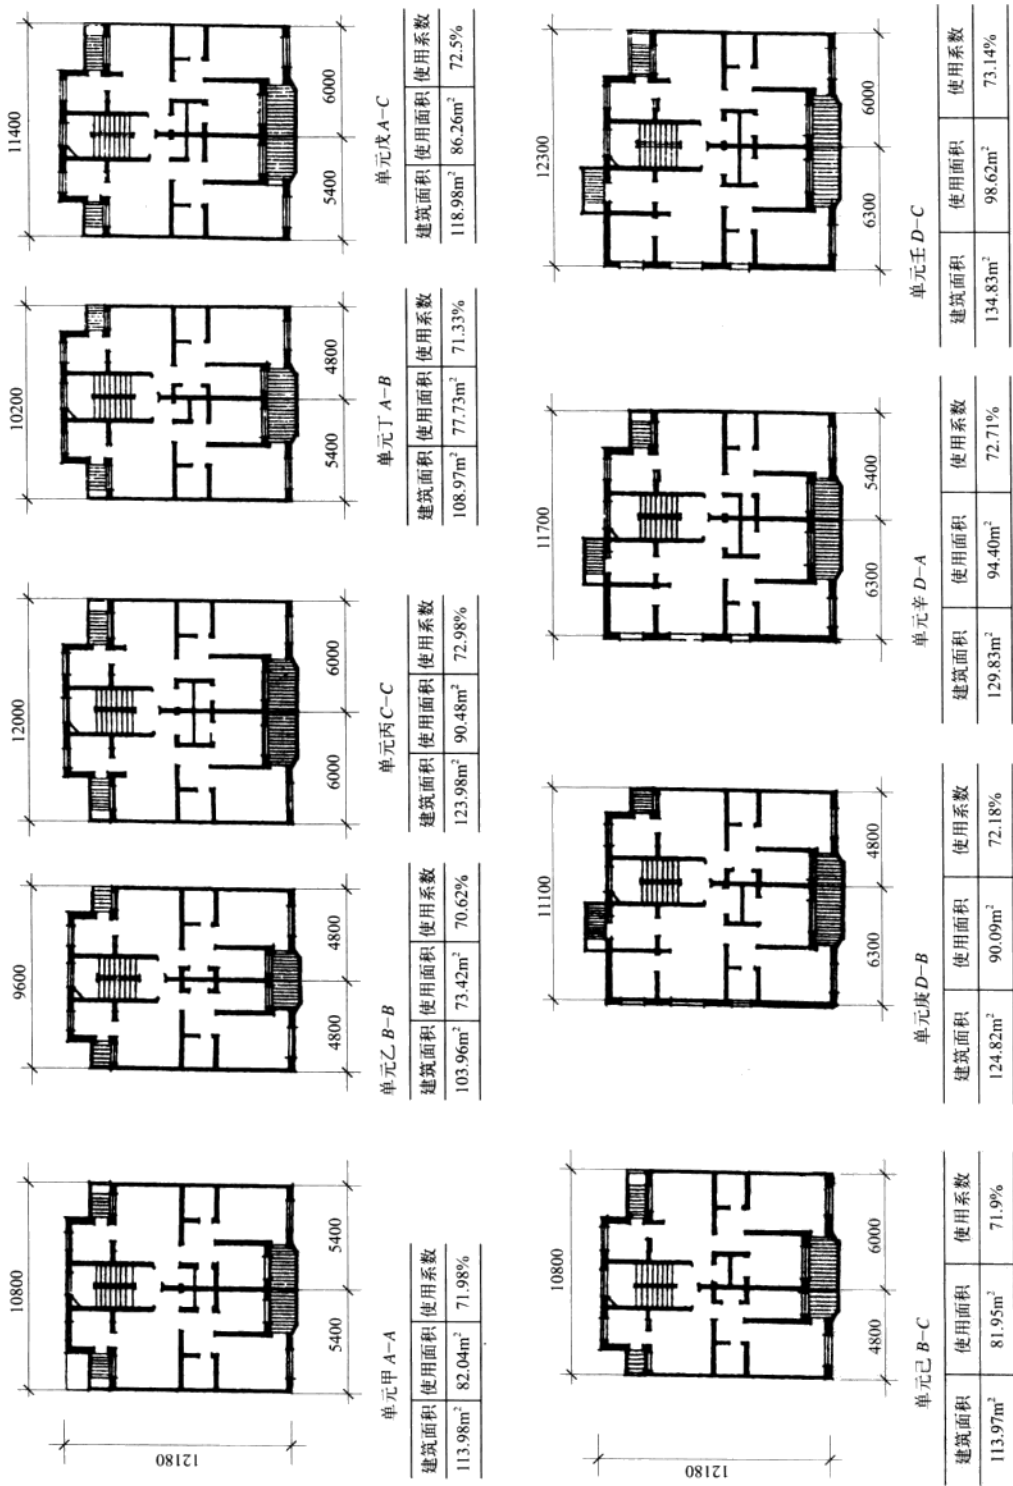 12180
10800
5400 5400
单元甲A-A
建筑面积 使用面积 使用系数
113.98m² 82.04m² 71.98%
9600
4800 4800
单元乙B-B
建筑面积 使用面积 使用系数
103.96m² 73.42m² 70.62%
12000
6000 6000
单元丙C-C
建筑面积 使用面积 使用系数
123.98m² 90.48m² 72.98%
10200
5400 4800
单元丁A-B
建筑面积 使用面积 使用系数
108.97m² 77.73m² 71.33%
11400
5400 6000
单元戊A-C
建筑面积 使用面积 使用系数
118.98m² 86.26m² 72.5%
12180
10800
4800 6000
单元己B-C
建筑面积 使用面积 使用系数
113.97m² 81.95m² 71.9%
11100
6300 4800
单元庚D-B
建筑面积 使用面积 使用系数
124.82m² 90.09m² 72.18%
11700
6300 5400
单元辛D-A
建筑面积 使用面积 使用系数
129.83m² 94.40m² 72.71%
12300
6300 6000
单元壬D-C
建筑面积 使用面积 使用系数
134.83m² 98.62m² 73.14%